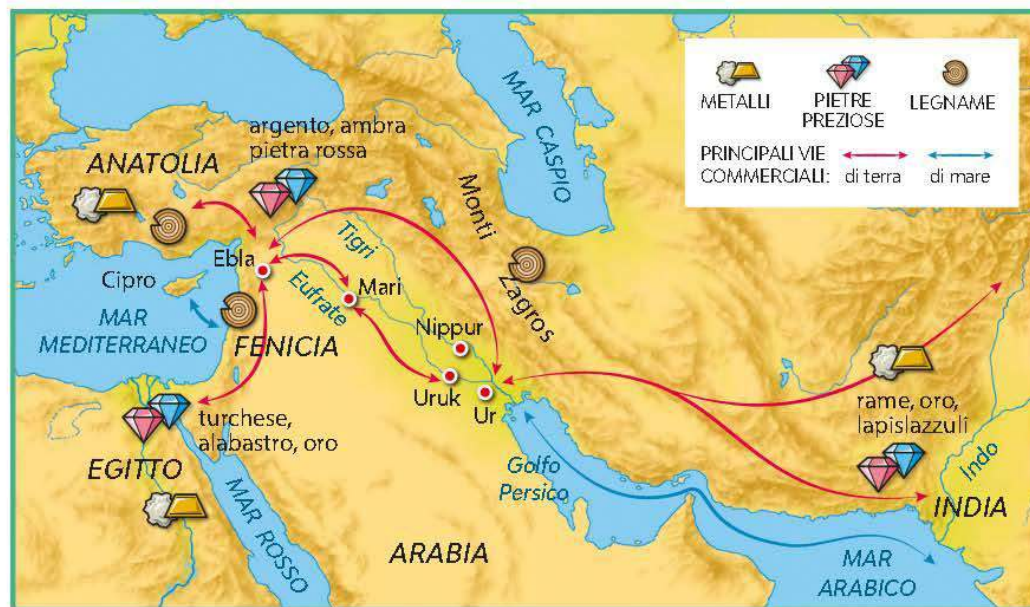 METALLI
PIETRE
PREZIOSE
LEGNAME
PRINCIPALI VIE
COMMERCIALI:
di terra
di mare
MAR CASPIO
argento, ambra
pietra rossa
ANATOLIA
Monti
Zagros
Tigri
Ebla
Eufrate
Mari
Cipro
MAR
MEDITERRANEO
FENICIA
Nippur
Uruk
Ur
turchese,
alabastro, oro
EGITTO
MAR ROSSO
Golfo
Persico
ARABIA
rame, oro,
lapislazzuli
Indo
INDIA
MAR
ARABICO